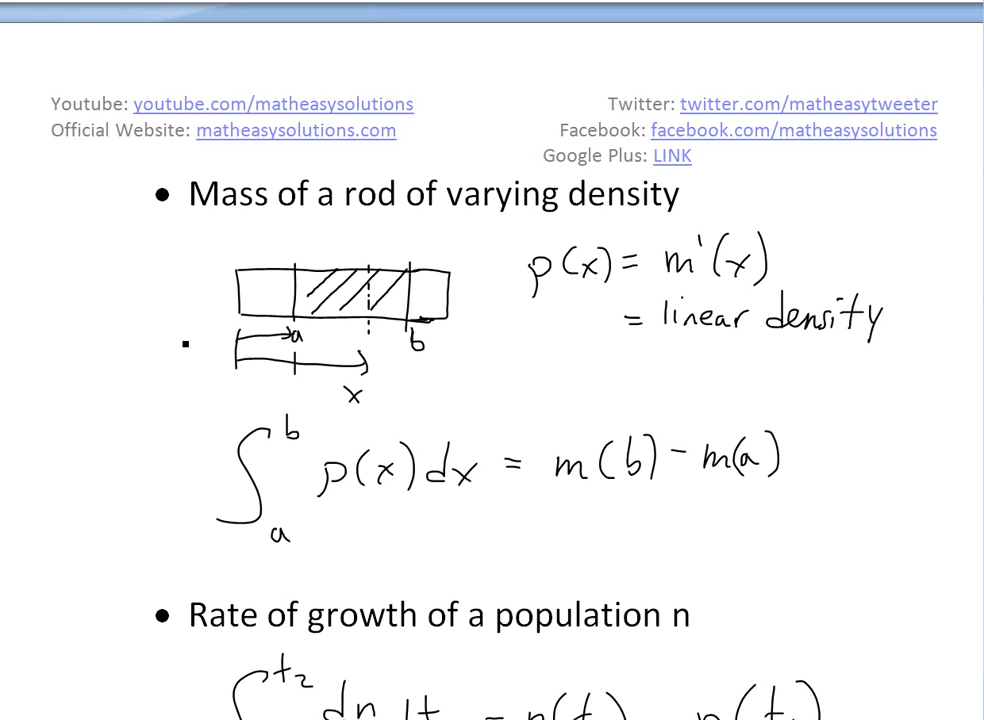 Youtube: youtube.com/matheasysolutions
Twitter: twitter.com/matheasytweeter
Official Website: matheasysolutions.com
Facebook: facebook.com/matheasysolutions
Google Plus: LINK
• Mass of a rod of varying density
ρ(x) = m'(x)
= linear density
a
b
x
∫_a^b ρ(x)dx = m(b) - m(a)
• Rate of growth of a population n